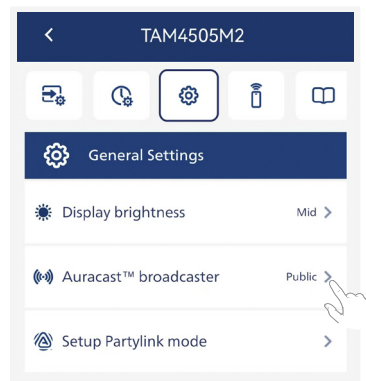 TAM4505M2
General Settings
Display brightness Mid
Auracast™ broadcaster Public
Setup Partylink mode